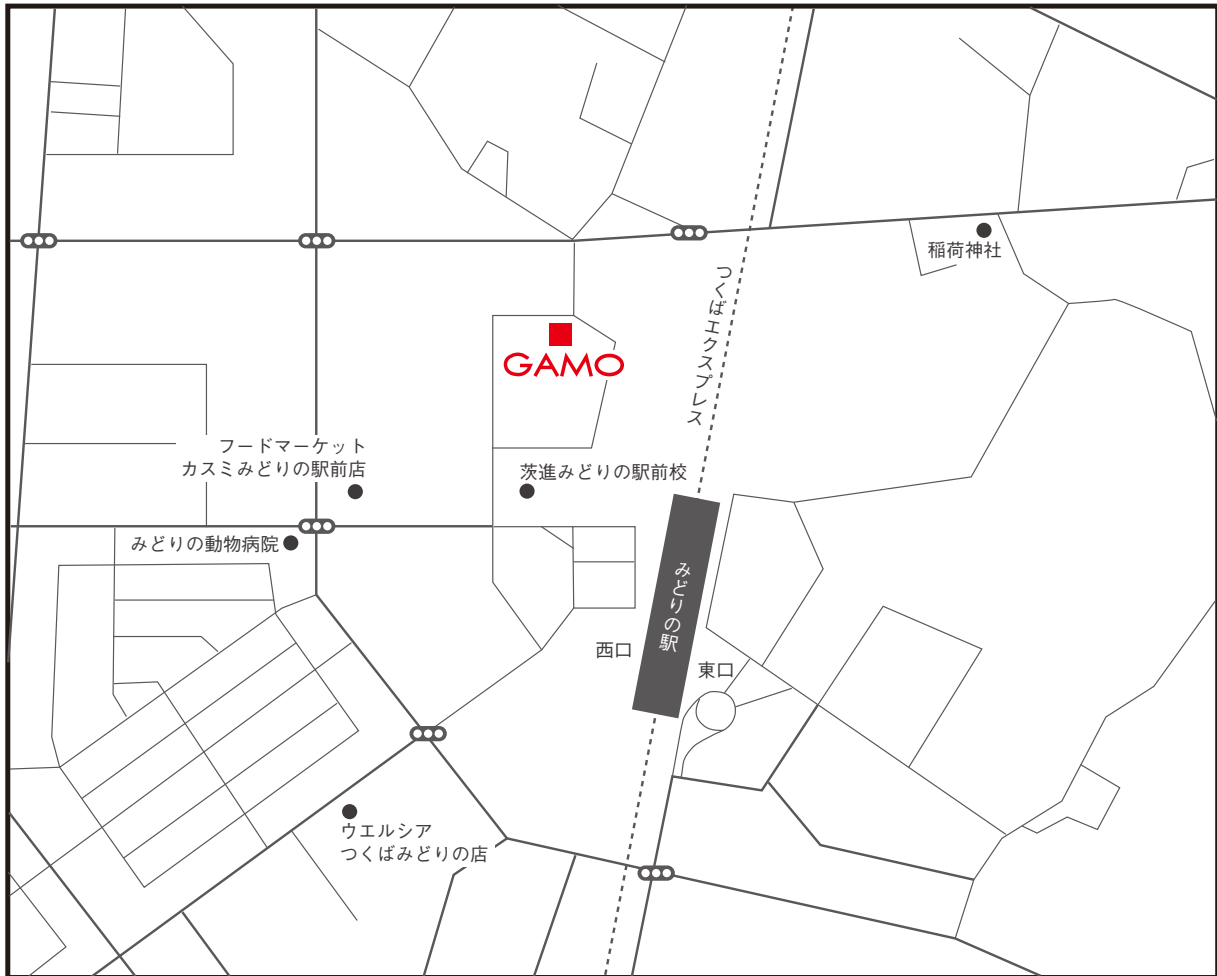 稲荷神社
つくばエクスプレス
GAMO
フードマーケット
カスミみどりの駅前店
茨進みどりの駅前校
みどりの動物病院
みどりの駅
西口
東口
ウエルシア
つくばみどりの店